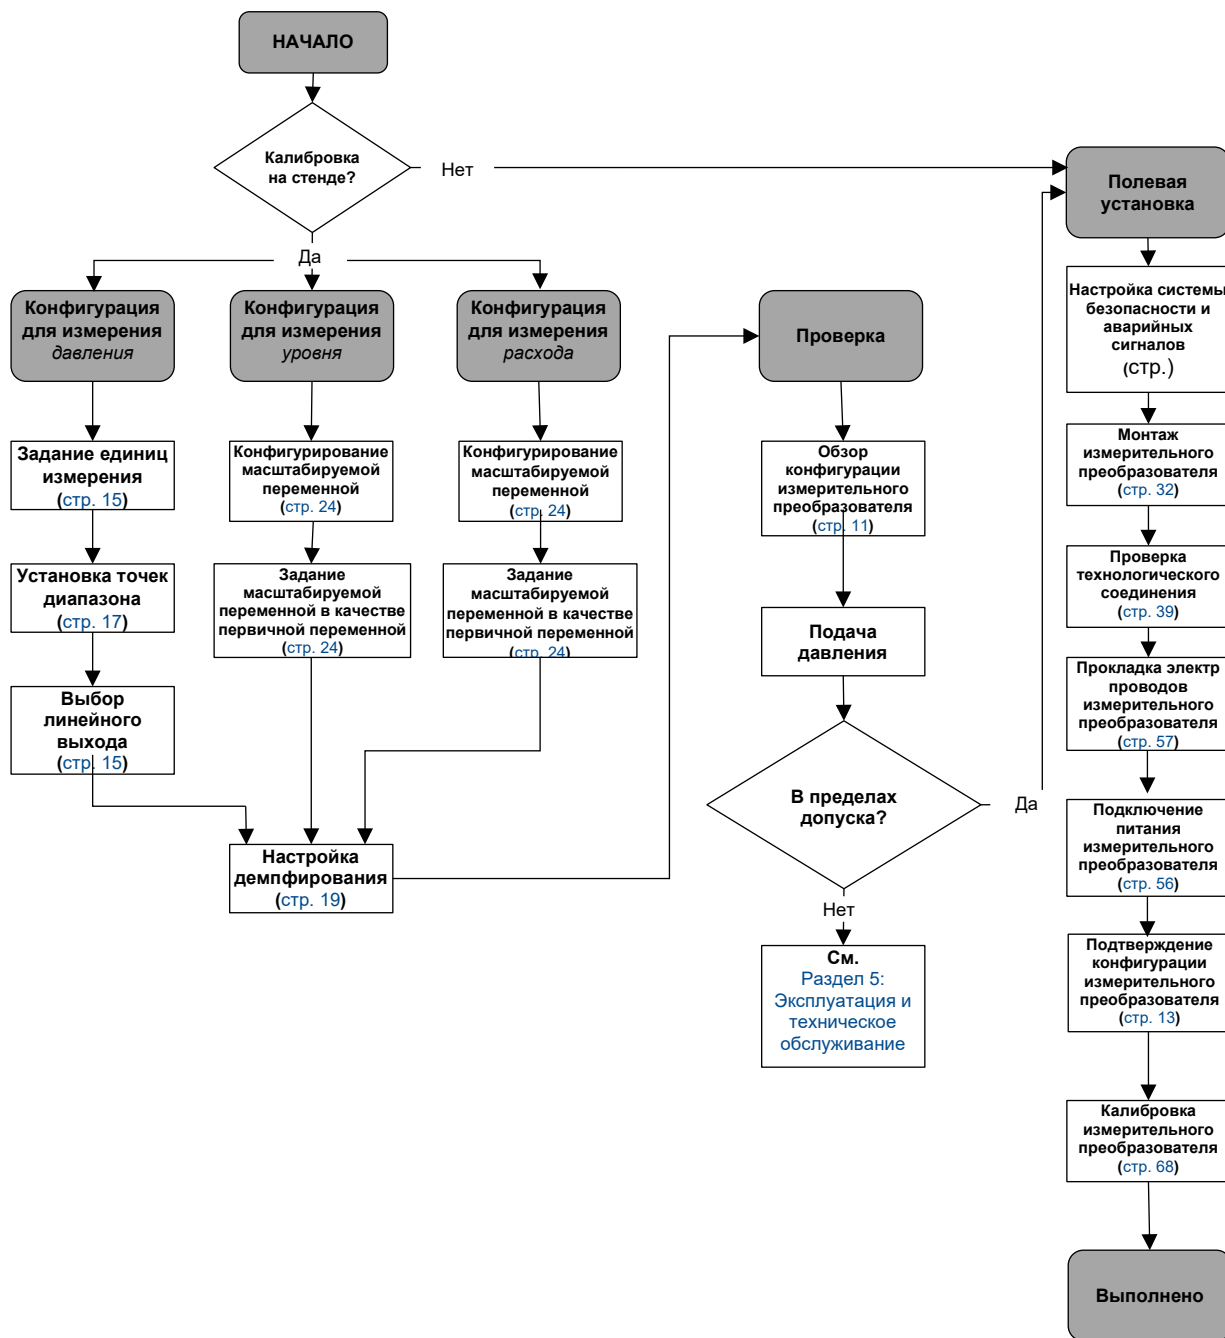 НАЧАЛО
Калибровка
на стенде?
Нет
Да
Конфигурация
для измерения
давления
Задание единиц
измерения
(стр. 15)
Установка точек
диапазона
(стр. 17)
Выбор
линейного
выхода
(стр. 15)
Конфигурация
для измерения
уровня
Конфигурирование
масштабируемой
переменной
(стр. 24)
Задание
масштабируемой
переменной в качестве
первичной переменной
(стр. 24)
Конфигурация
для измерения
расхода
Конфигурирование
масштабируемой
переменной
(стр. 24)
Задание
масштабируемой
переменной в качестве
первичной переменной
(стр. 24)
Настройка
демпфирования
(стр. 19)
Проверка
Обзор
конфигурации
измерительного
преобразователя
(стр. 11)
Подача
давления
В пределах
допуска?
Да
Нет
См.
Раздел 5:
Эксплуатация и
техническое
обслуживание
Полевая
установка
Настройка системы
безопасности и
аварийных
сигналов
(стр.)
Монтаж
измерительного
преобразователя
(стр. 32)
Проверка
технологического
соединения
(стр. 39)
Прокладка электр
проводов
измерительного
преобразователя
(стр. 57)
Подключение
питания
измерительного
преобразователя
(стр. 56)
Подтверждение
конфигурации
измерительного
преобразователя
(стр. 13)
Калибровка
измерительного
преобразователя
(стр. 68)
Выполнено